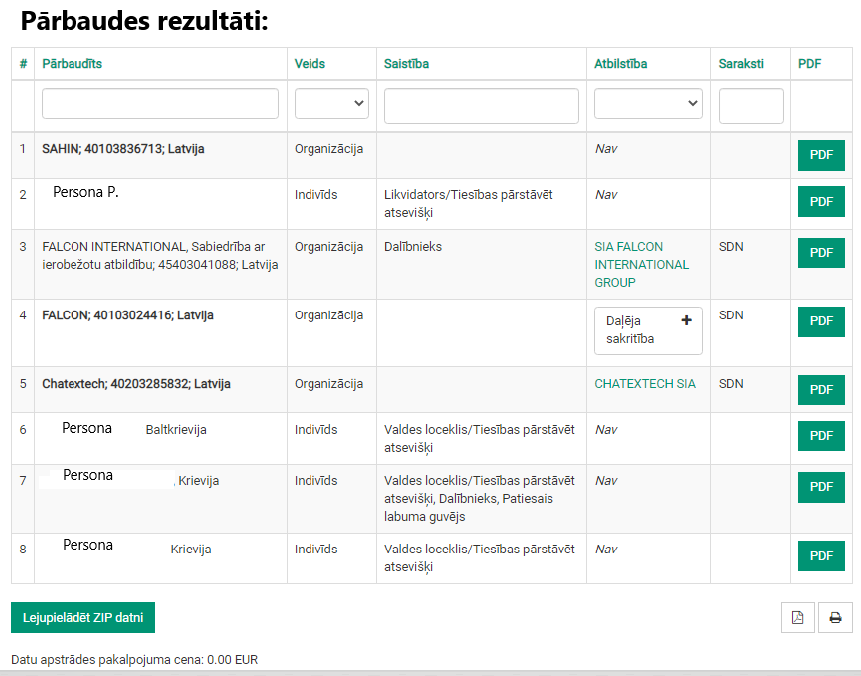 Pārbaudes rezultāti:
# Pārbaudīts Veids Saistība Atbilstība Saraksti PDF
1 SAHIN; 40103836713; Latvija Organizācija Nav PDF
2 Persona P. Indivīds Likvidators/Tiesības pārstāvēt Nav PDF
atsevišķi
3 FALCON INTERNATIONAL, Sabiedrība ar Organizācija Dalībnieks SIA FALCON SDN PDF
ierobežotu atbildību; 45403041088; Latvija INTERNATIONAL
GROUP
4 FALCON; 40103024416; Latvija Organizācija Daļēja SDN PDF
sakritība
5 Chatextech; 40203285832; Latvija Organizācija CHATEXTECH SIA SDN PDF
6 Persona Baltkrievija Indivīds Valdes loceklis/Tiesības pārstāvēt Nav PDF
atsevišķi
7 Persona , Krievija Indivīds Valdes loceklis/Tiesības pārstāvēt Nav PDF
atsevišķi, Dalībnieks, Patiesais
labuma guvējs
8 Persona Krievija Indivīds Valdes loceklis/Tiesības pārstāvēt Nav PDF
atsevišķi
Lejupielādēt ZIP datni
Datu apstrādes pakalpojuma cena: 0.00 EUR